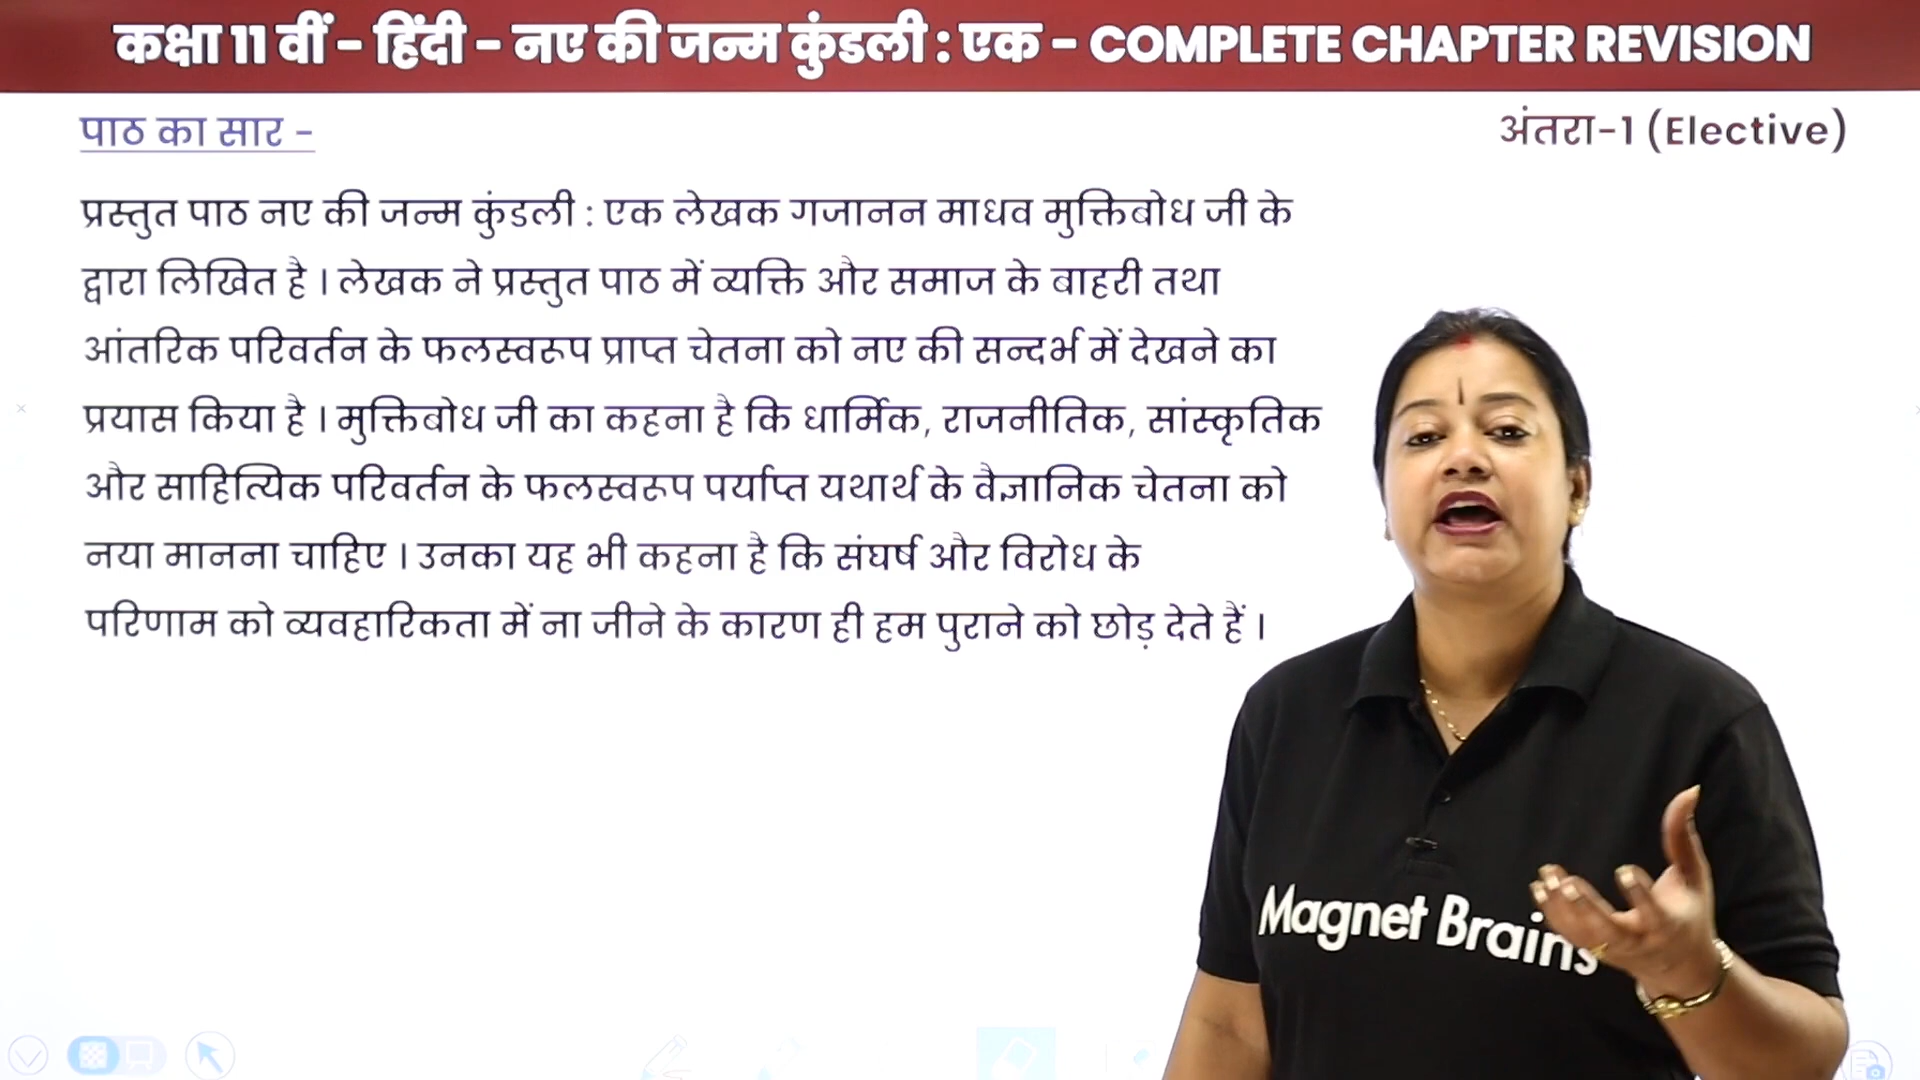 कक्षा 11 वीं - हिंदी - नए की जन्म कुंडली : एक - COMPLETE CHAPTER REVISION
पाठ का सार -
अंतरा-1 (Elective)
प्रस्तुत पाठ नए की जन्म कुंडली : एक लेखक गजानन माधव मुक्तिबोध जी के
द्वारा लिखित है । लेखक ने प्रस्तुत पाठ में व्यक्ति और समाज के बाहरी तथा
आंतरिक परिवर्तन के फलस्वरूप प्राप्त चेतना को नए की सन्दर्भ में देखने का
प्रयास किया है । मुक्तिबोध जी का कहना है कि धार्मिक, राजनीतिक, सांस्कृतिक
और साहित्यिक परिवर्तन के फलस्वरूप पर्याप्त यथार्थ के वैज्ञानिक चेतना को
नया मानना चाहिए । उनका यह भी कहना है कि संघर्ष और विरोध के
परिणाम को व्यवहारिकता में ना जीने के कारण ही हम पुराने को छोड़ देते हैं ।
Magnet Brains